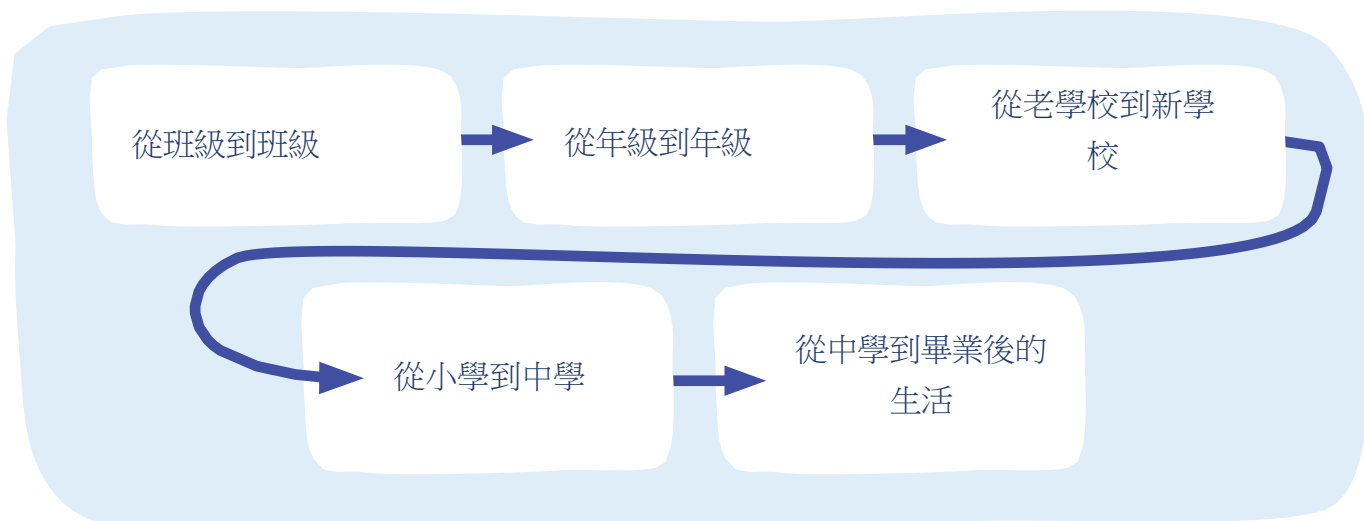 從班級到班級
從年級到年級
從老學校到新學
校
從小學到中學
從中學到畢業後的
生活